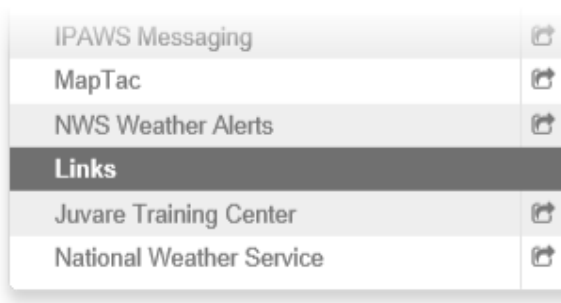 IPAWS Messaging
MapTac
NWS Weather Alerts
Links
Juvare Training Center
National Weather Service